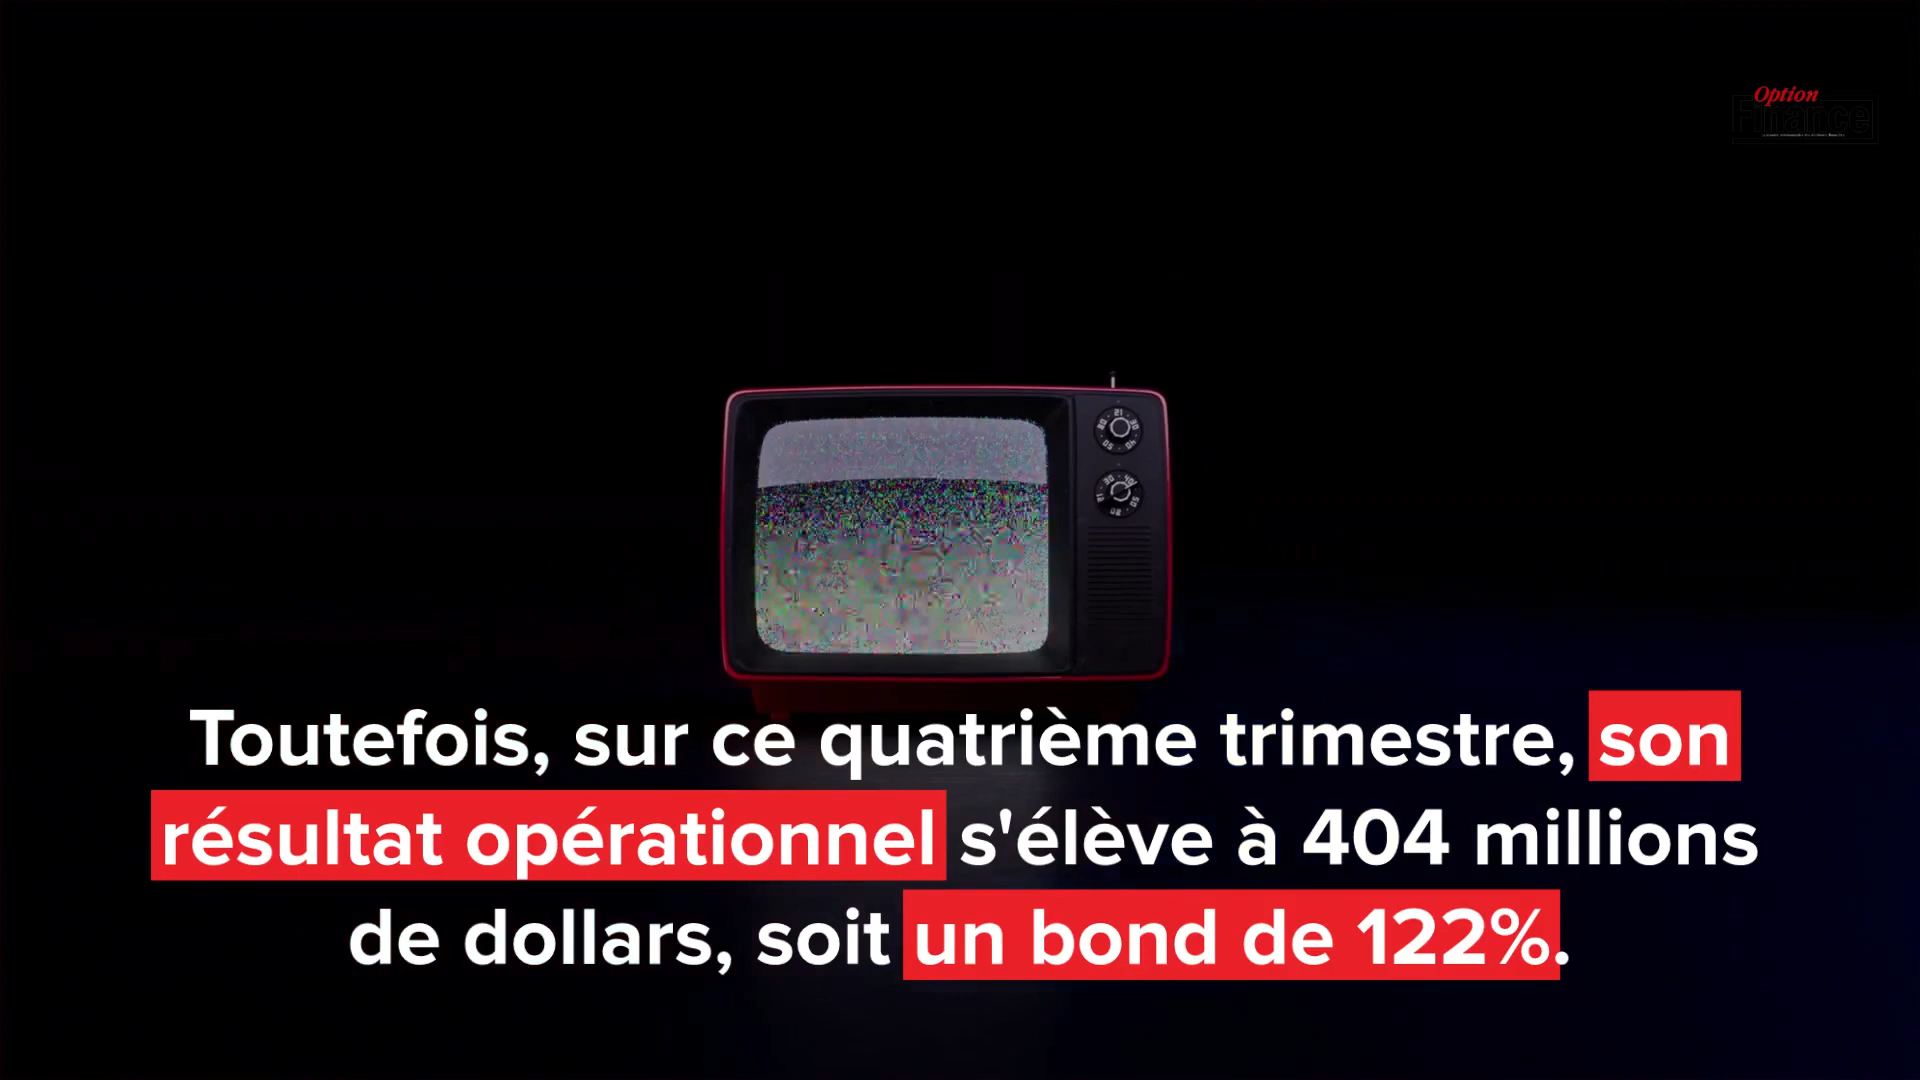 Option
Finance
Toutefois, sur ce quatrième trimestre, son
résultat opérationnel s'élève à 404 millions
de dollars, soit un bond de 122%.